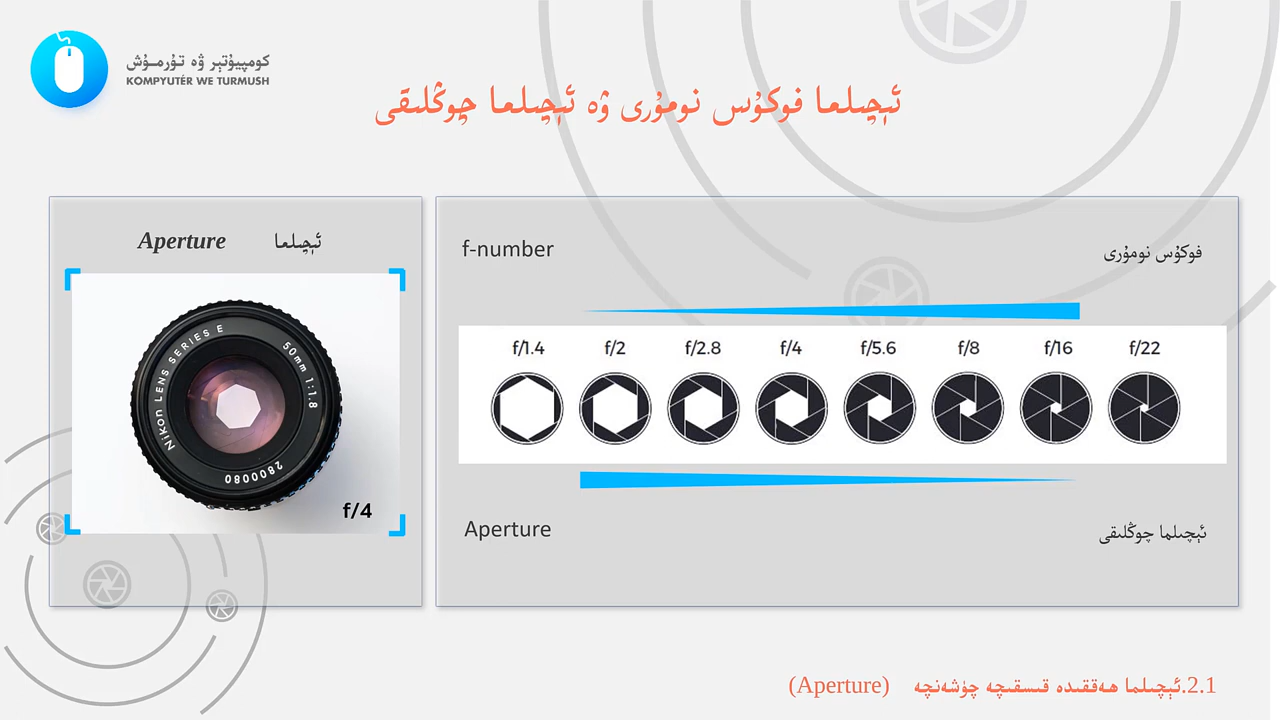 كومپيۇتېر ۋە تۇرمۇش
KOMPYUTÉR WE TURMUSH
ئېچىلما فوكۇس نومۇرى ۋە ئېچىلما چوڭلىقى
Aperture ئېچىلما
Nikon LENS SERIES E
50mm 1:1.8
2800080
f/4
f-number فوكۇس نومۇرى
f/1.4 f/2 f/2.8 f/4 f/5.6 f/8 f/16 f/22
Aperture ئېچىلما چوڭلىقى
2.1.ئېچىلما ھەققىدە قىسقىچە چۈشەنچە (Aperture)